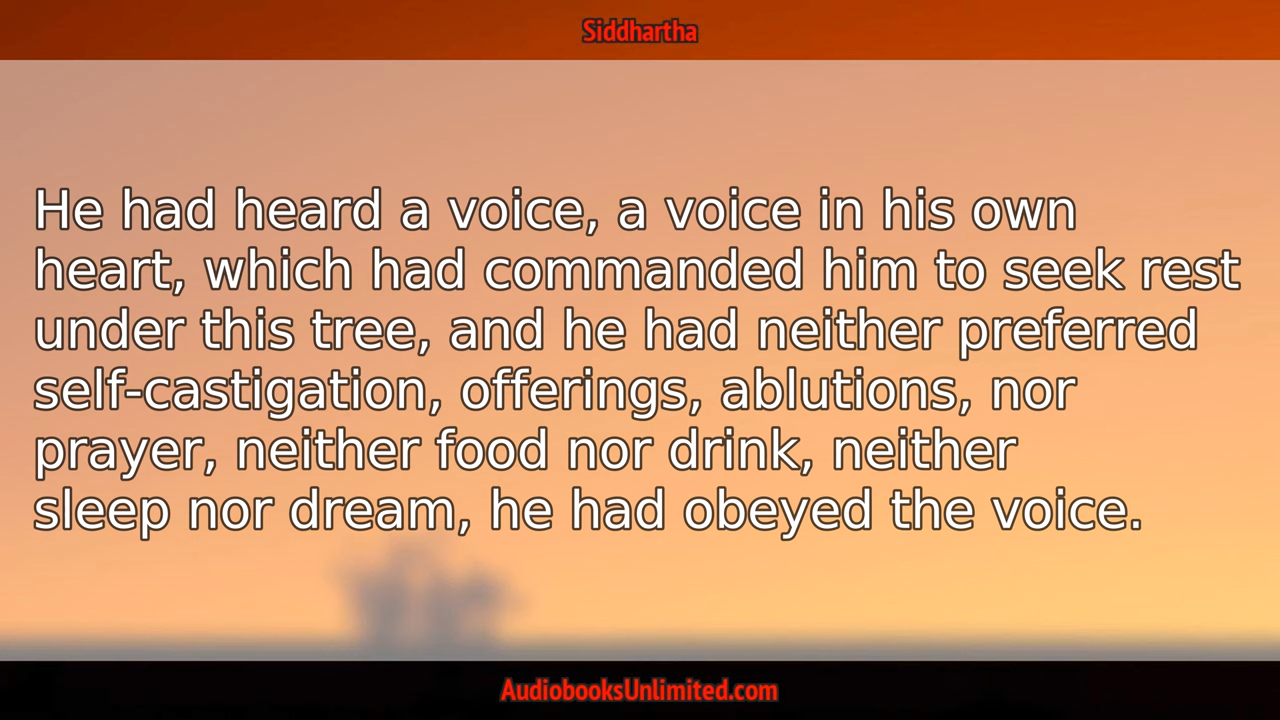 Siddhartha
He had heard a voice, a voice in his own
heart, which had commanded him to seek rest
under this tree, and he had neither preferred
self-castigation, offerings, ablutions, nor
prayer, neither food nor drink, neither
sleep nor dream, he had obeyed the voice.
AudiobooksUnlimited.com